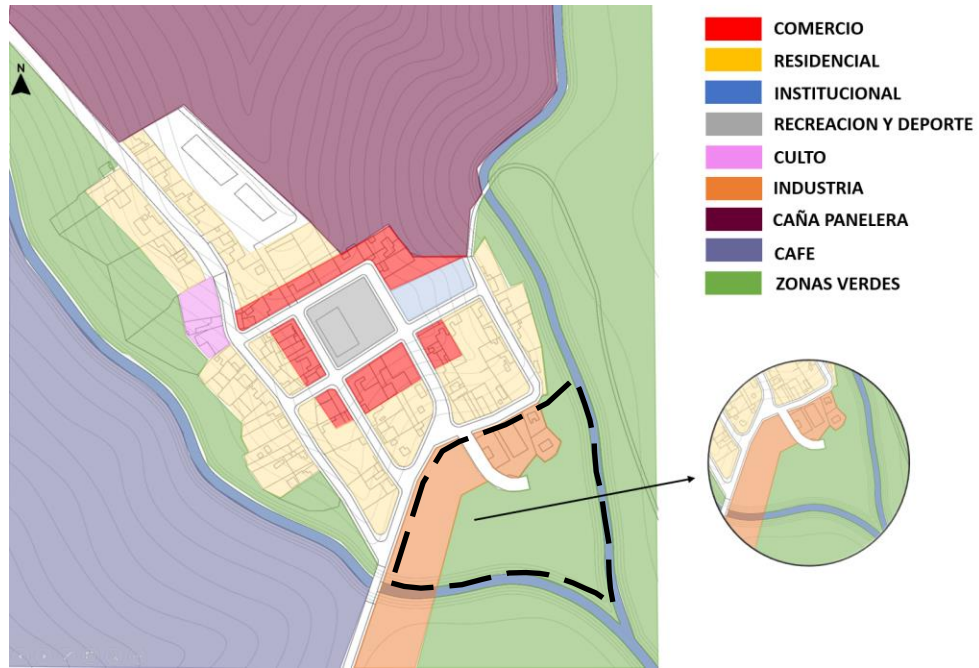 COMERCIO
RESIDENCIAL
INSTITUCIONAL
RECREACION Y DEPORTE
CULTO
INDUSTRIA
CAÑA PANELERA
CAFE
ZONAS VERDES
N